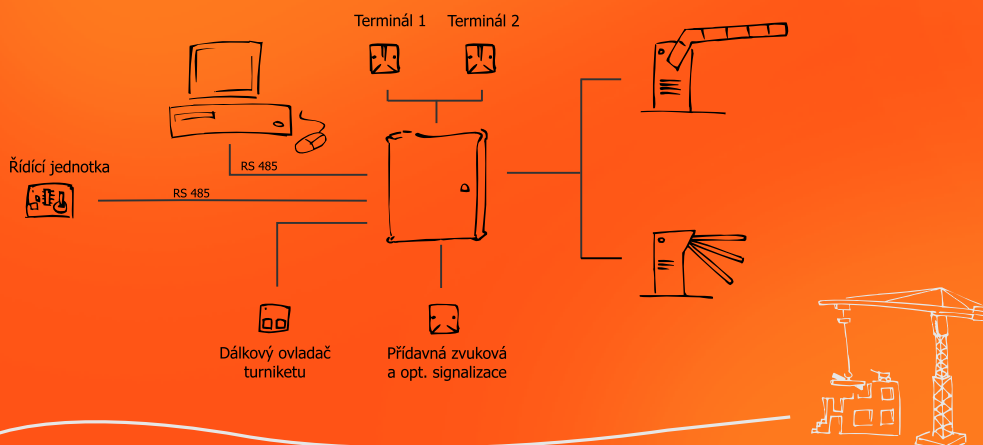 Terminál 1
Terminál 2
RS 485
Řídící jednotka
RS 485
Dálkový ovladač
turniketu
Přídavná zvuková
a opt. signalizace